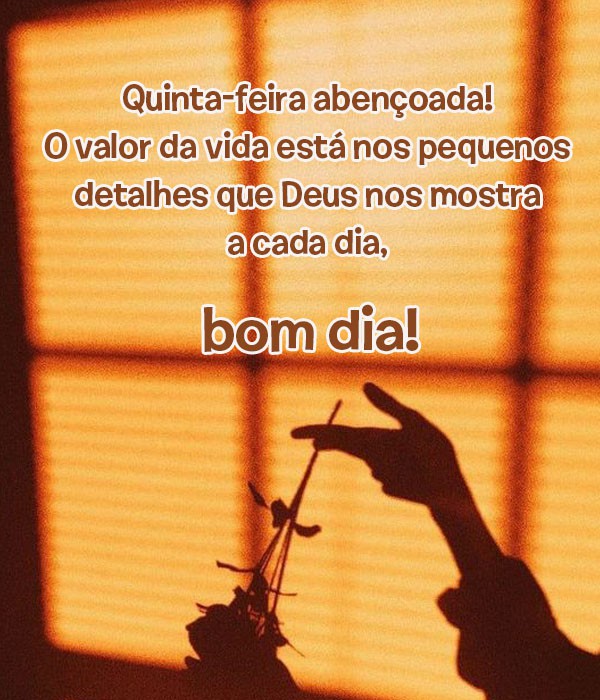 Quinta-feira abençoada!
O valor da vida está nos pequenos
detalhes que Deus nos mostra
a cada dia,
bom dia!